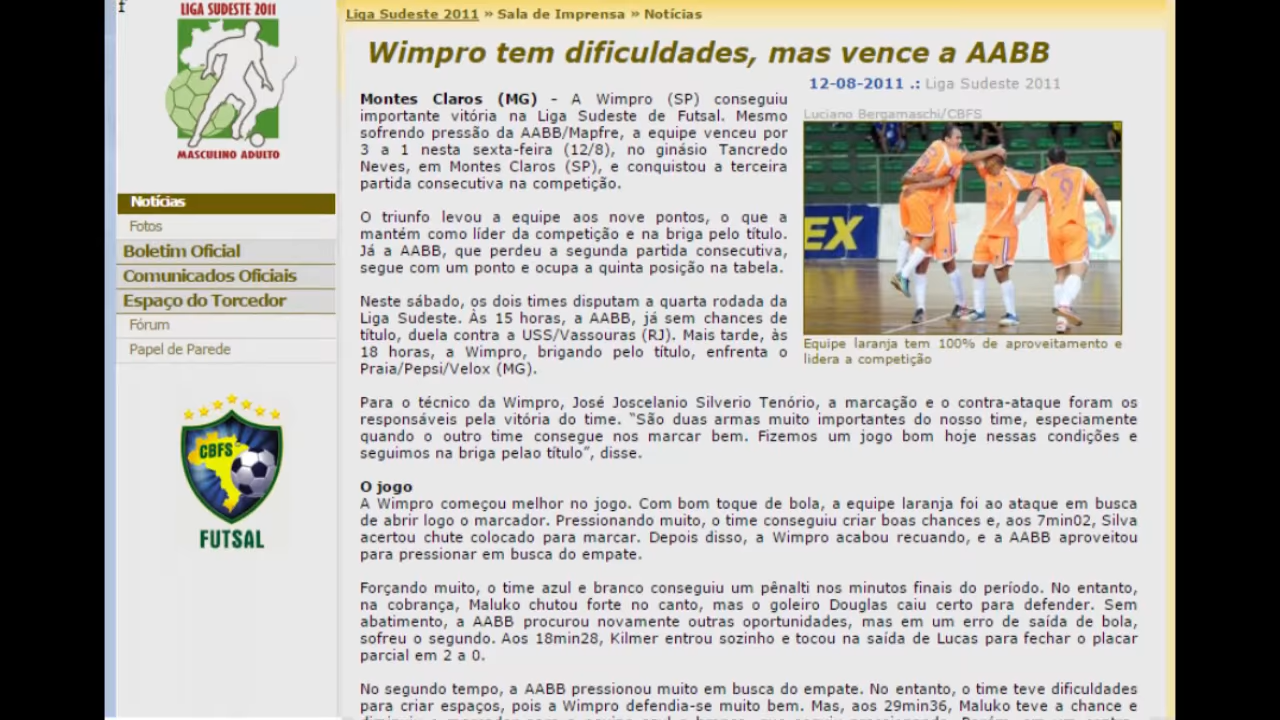 f
LIGA SUDESTE 2011
MASCULINO ADULTO
Notícias
Fotos
Boletim Oficial
Comunicados Oficiais
Espaço do Torcedor
Fórum
Papel de Parede
CBFS
FUTSAL
Liga Sudeste 2011 » Sala de Imprensa » Notícias
Wimpro tem dificuldades, mas vence a AABB
12-08-2011 .: Liga Sudeste 2011
Luciano Bergamaschi/CBFS
EX
9
Equipe laranja tem 100% de aproveitamento e
lidera a competição
Montes Claros (MG) - A Wimpro (SP) conseguiu
importante vitória na Liga Sudeste de Futsal. Mesmo
sofrendo pressão da AABB/Mapfre, a equipe venceu por
3 a 1 nesta sexta-feira (12/8), no ginásio Tancredo
Neves, em Montes Claros (SP), e conquistou a terceira
partida consecutiva na competição.
O triunfo levou a equipe aos nove pontos, o que a
mantém como líder da competição e na briga pelo título.
Já a AABB, que perdeu a segunda partida consecutiva,
segue com um ponto e ocupa a quinta posição na tabela.
Neste sábado, os dois times disputam a quarta rodada da
Liga Sudeste. Às 15 horas, a AABB, já sem chances de
título, duela contra a USS/Vassouras (RJ). Mais tarde, às
18 horas, a Wimpro, brigando pelo título, enfrenta o
Praia/Pepsi/Velox (MG).
Para o técnico da Wimpro, José Joscelanio Silverio Tenório, a marcação e o contra-ataque foram os
responsáveis pela vitória do time. “São duas armas muito importantes do nosso time, especialmente
quando o outro time consegue nos marcar bem. Fizemos um jogo bom hoje nessas condições e
seguimos na briga pelao título”, disse.
O jogo
A Wimpro começou melhor no jogo. Com bom toque de bola, a equipe laranja foi ao ataque em busca
de abrir logo o marcador. Pressionando muito, o time conseguiu criar boas chances e, aos 7min02, Silva
acertou chute colocado para marcar. Depois disso, a Wimpro acabou recuando, e a AABB aproveitou
para pressionar em busca do empate.
Forçando muito, o time azul e branco conseguiu um pênalti nos minutos finais do período. No entanto,
na cobrança, Maluko chutou forte no canto, mas o goleiro Douglas caiu certo para defender. Sem
abatimento, a AABB procurou novamente outras oportunidades, mas em um erro de saída de bola,
sofreu o segundo. Aos 18min28, Kilmer entrou sozinho e tocou na saída de Lucas para fechar o placar
parcial em 2 a 0.
No segundo tempo, a AABB pressionou muito em busca do empate. No entanto, o time teve dificuldades
para criar espaços, pois a Wimpro defendia-se muito bem. Mas, aos 29min36, Maluko teve a chance e